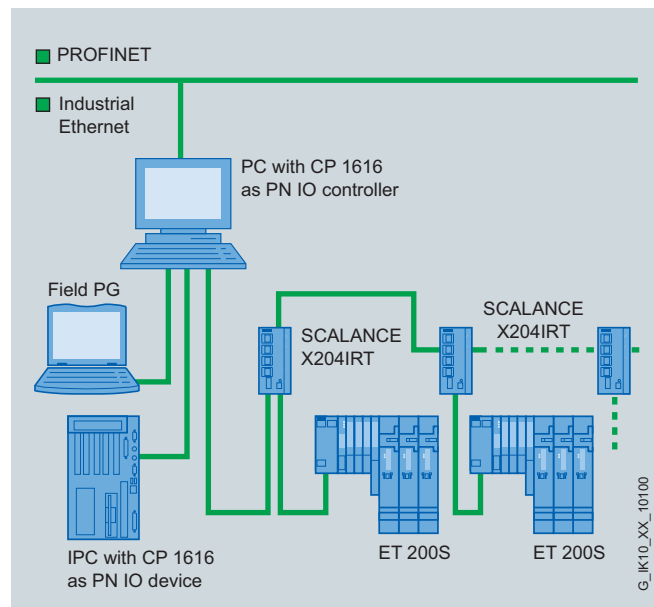 PROFINET
Industrial
Ethernet
PC with CP 1616
as PN IO controller
Field PG
SCALANCE
X204IRT
SCALANCE
X204IRT
IPC with CP 1616
as PN IO device
ET 200S
ET 200S
G_IK10_XX_10100